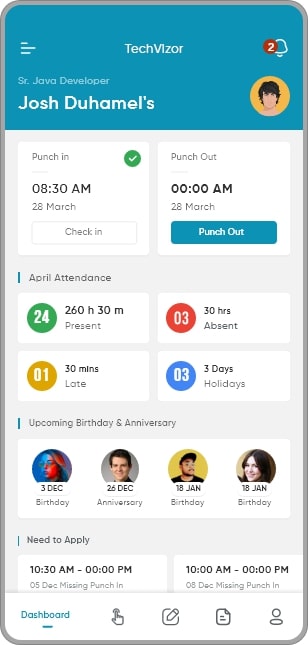 TechVizor
2
Sr. Java Developer
Josh Duhamel's
Punch in
Punch Out
08:30 AM
00:00 AM
28 March
28 March
Check in
Punch Out
April Attendance
24
260 h 30 m
Present
03
30 hrs
Absent
01
30 mins
Late
03
3 Days
Holidays
Upcoming Birthday & Anniversary
3 DEC
26 DEC
18 JAN
18 JAN
Birthday
Anniversary
Birthday
Birthday
Need to Apply
10:30 AM - 00:00 PM
10:00 AM - 00:00 PM
05 Dec Missing Punch In
08 Dec Missing Punch In
Dashboard